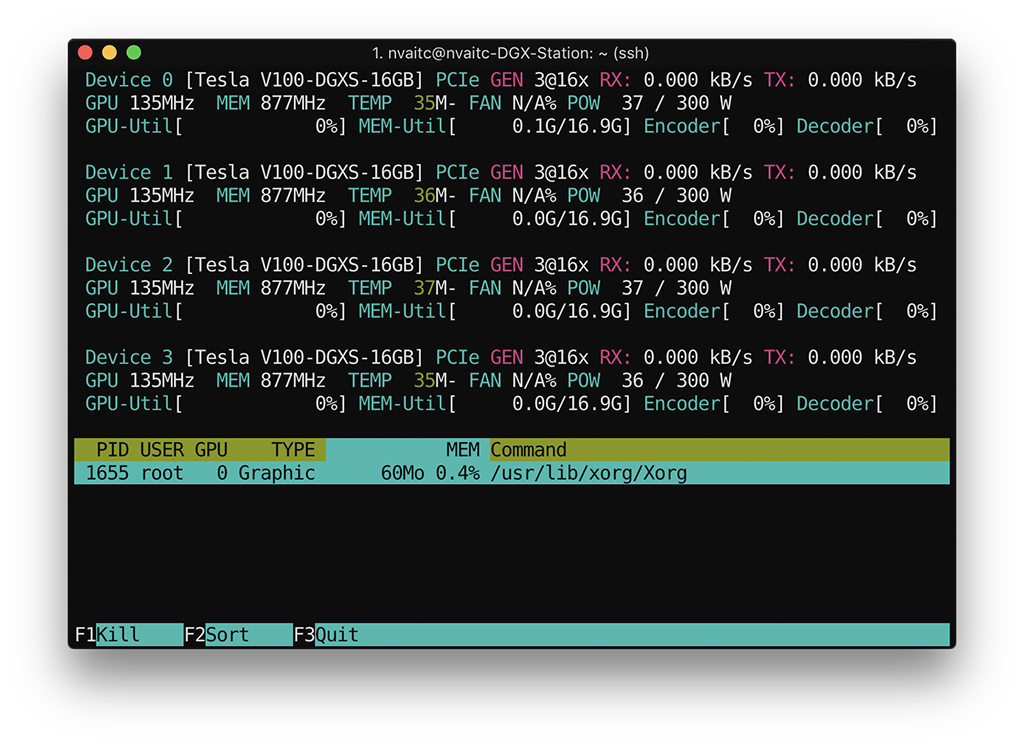 1. nvaitc@nvaitc-DGX-Station: ~ (ssh)
Device 0 [Tesla V100-DGXS-16GB] PCIe GEN 3@16x RX: 0.000 kB/s TX: 0.000 kB/s
GPU 135MHz  MEM 877MHz  TEMP  35M- FAN N/A% POW  37 / 300 W
GPU-Util[            0%] MEM-Util[     0.1G/16.9G] Encoder[  0%] Decoder[  0%]
Device 1 [Tesla V100-DGXS-16GB] PCIe GEN 3@16x RX: 0.000 kB/s TX: 0.000 kB/s
GPU 135MHz  MEM 877MHz  TEMP  36M- FAN N/A% POW  36 / 300 W
GPU-Util[            0%] MEM-Util[     0.0G/16.9G] Encoder[  0%] Decoder[  0%]
Device 2 [Tesla V100-DGXS-16GB] PCIe GEN 3@16x RX: 0.000 kB/s TX: 0.000 kB/s
GPU 135MHz  MEM 877MHz  TEMP  37M- FAN N/A% POW  37 / 300 W
GPU-Util[            0%] MEM-Util[     0.0G/16.9G] Encoder[  0%] Decoder[  0%]
Device 3 [Tesla V100-DGXS-16GB] PCIe GEN 3@16x RX: 0.000 kB/s TX: 0.000 kB/s
GPU 135MHz  MEM 877MHz  TEMP  35M- FAN N/A% POW  36 / 300 W
GPU-Util[            0%] MEM-Util[     0.0G/16.9G] Encoder[  0%] Decoder[  0%]
PID USER GPU    TYPE            MEM Command
1655 root   0 Graphic      60Mo 0.4% /usr/lib/xorg/Xorg
F1Kill    F2Sort    F3Quit